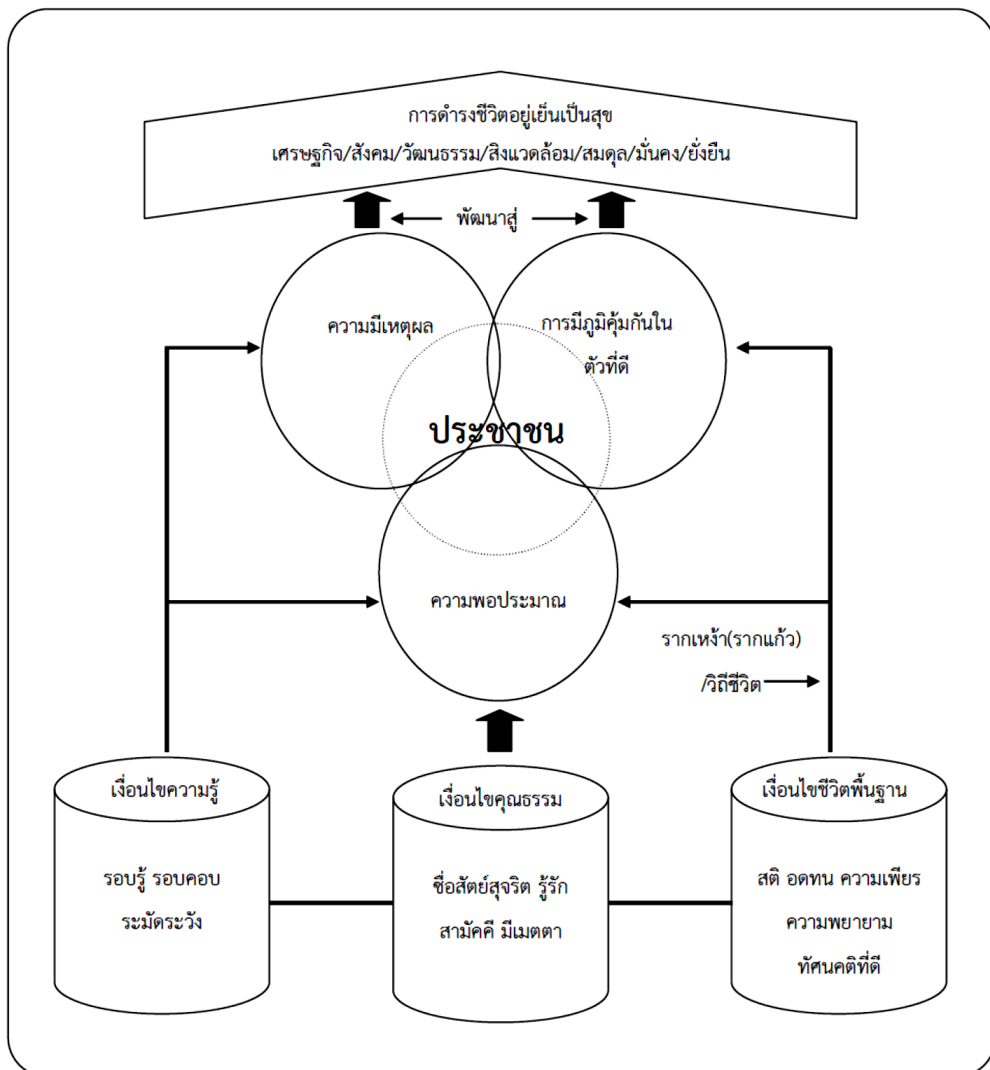 การดำรงชีวิตอยู่เย็นเป็นสุข
เศรษฐกิจ/สังคม/วัฒนธรรม/สิ่งแวดล้อม/สมดุล/มั่นคง/ยั่งยืน
พัฒนาสู่
ความมีเหตุผล
การมีภูมิคุ้มกันใน
ตัวที่ดี
ประชาชน
ความพอประมาณ
รากเหง้า(รากแก้ว)
/วิถีชีวิต
เงื่อนไขความรู้
รอบรู้ รอบคอบ
ระมัดระวัง
เงื่อนไขคุณธรรม
ซื่อสัตย์สุจริต รู้รัก
สามัคคี มีเมตตา
เงื่อนไขชีวิตพื้นฐาน
สติ อดทน ความเพียร
ความพยายาม
ทัศนคติที่ดี